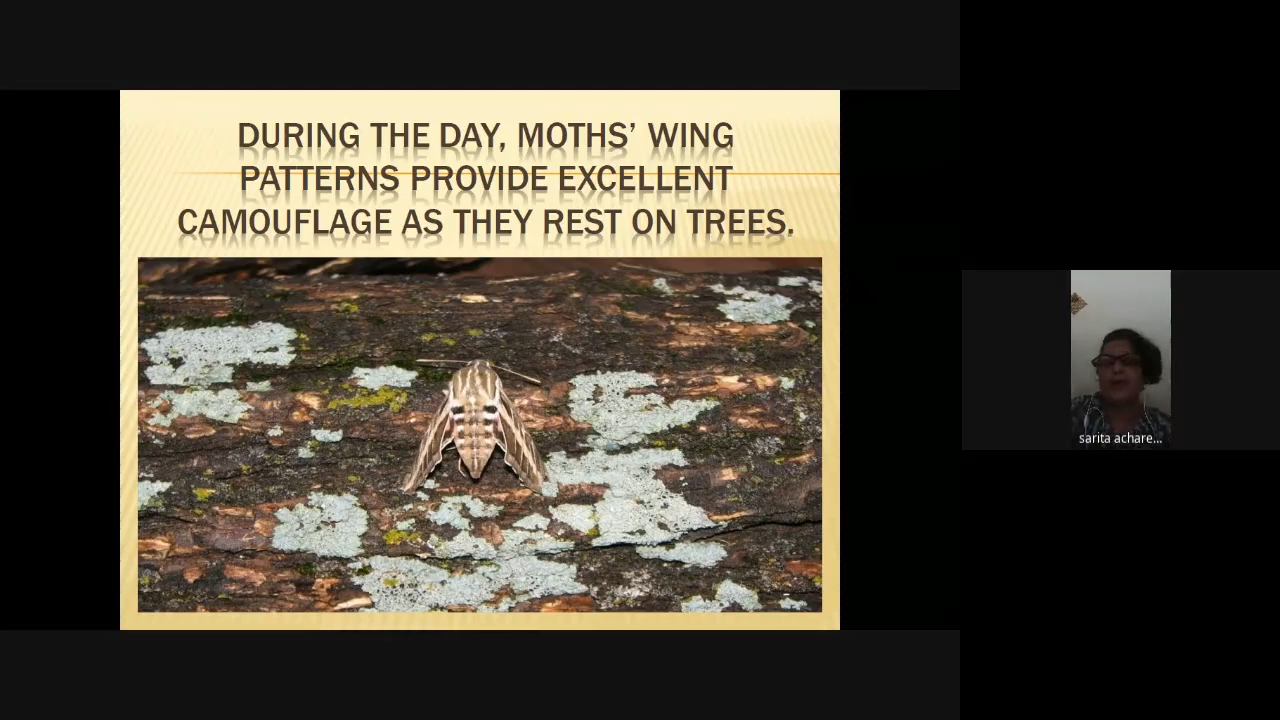 DURING THE DAY, MOTHS’ WING
PATTERNS PROVIDE EXCELLENT
CAMOUFLAGE AS THEY REST ON TREES.
sarita achare...